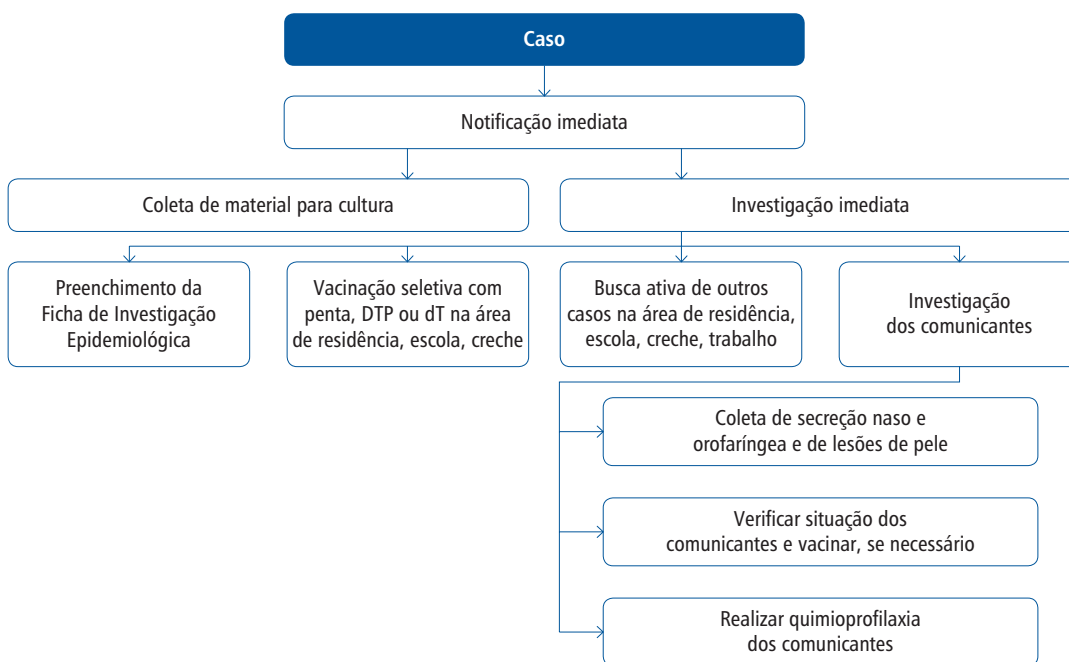 Caso
Notificação imediata
Coleta de material para cultura
Investigação imediata
Preenchimento da
Ficha de Investigação
Epidemiológica
Vacinação seletiva com
penta, DTP ou dT na área
de residência, escola, creche
Busca ativa de outros
casos na área de residência,
escola, creche, trabalho
Investigação
dos comunicantes
Coleta de secreção naso e
orofaríngea e de lesões de pele
Verificar situação dos
comunicantes e vacinar, se necessário
Realizar quimioprofilaxia
dos comunicantes